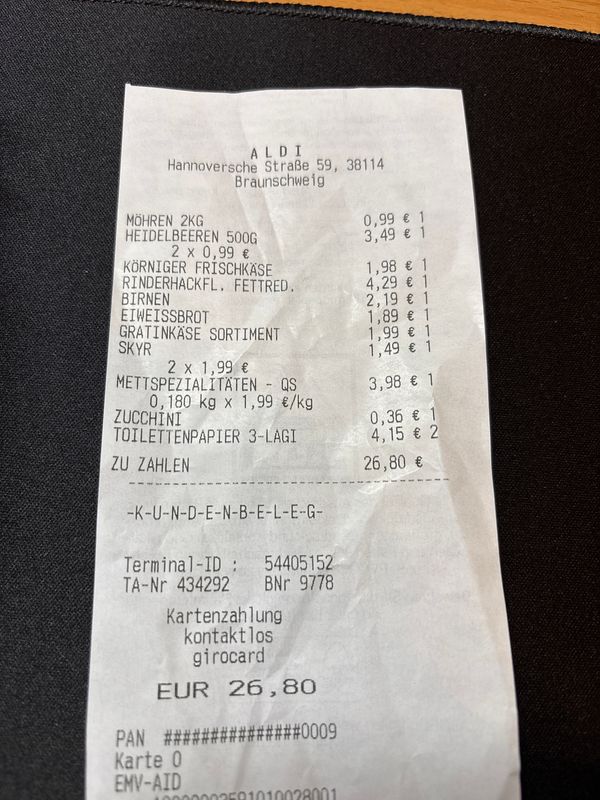 A L D I
Hannoversche Straße 59, 38114
Braunschweig
MÖHREN 2KG 0,99 € 1
HEIDELBEEREN 500G 3,49 € 1
2 x 0,99 €
KÖRNIGER FRISCHKÄSE 1,98 € 1
RINDERHACKFL. FETTRED. 4,29 € 1
BIRNEN 2,19 € 1
EIWEISSBROT 1,89 € 1
GRATINKÄSE SORTIMENT 1,99 € 1
SKYR 1,49 € 1
2 x 1,99 €
METTSPEZIALITÄTEN - QS 3,98 € 1
0,180 kg x 1,99 €/kg
ZUCCHINI 0,36 € 1
TOILETTENPAPIER 3-LAGI 4,15 € 2
ZU ZAHLEN 26,80 €
-K-U-N-D-E-N-B-E-L-E-G-
Terminal-ID : 54405152
TA-Nr 434292 BNr 9778
Kartenzahlung
kontaktlos
girocard
EUR 26,80
PAN ###############0009
Karte 0
EMV-AID